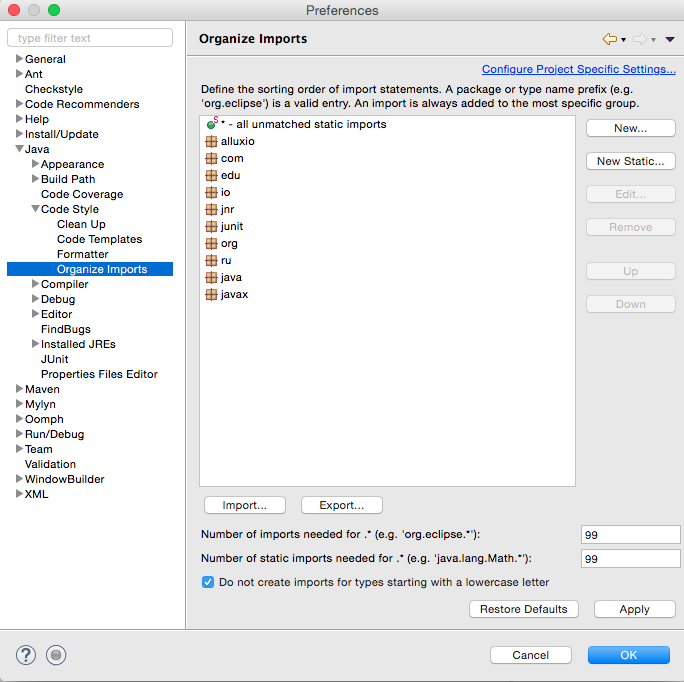 Preferences
type filter text
General
Ant
Checkstyle
Code Recommenders
Help
Install/Update
Java
Appearance
Build Path
Code Coverage
Code Style
Clean Up
Code Templates
Formatter
Organize Imports
Compiler
Debug
Editor
FindBugs
Installed JREs
JUnit
Properties Files Editor
Maven
Mylyn
Oomph
Run/Debug
Team
Validation
WindowBuilder
XML
Organize Imports
Configure Project Specific Settings...
Define the sorting order of import statements. A package or type name prefix (e.g.
'org.eclipse') is a valid entry. An import is always added to the most specific group.
S * - all unmatched static imports
alluxio
com
edu
io
jnr
junit
org
ru
java
javax
New...
New Static...
Edit...
Remove
Up
Down
Import...
Export...
Number of imports needed for .* (e.g. 'org.eclipse.*'):
99
Number of static imports needed for .* (e.g. 'java.lang.Math.*'):
99
Do not create imports for types starting with a lowercase letter
Restore Defaults
Apply
?
Cancel
OK